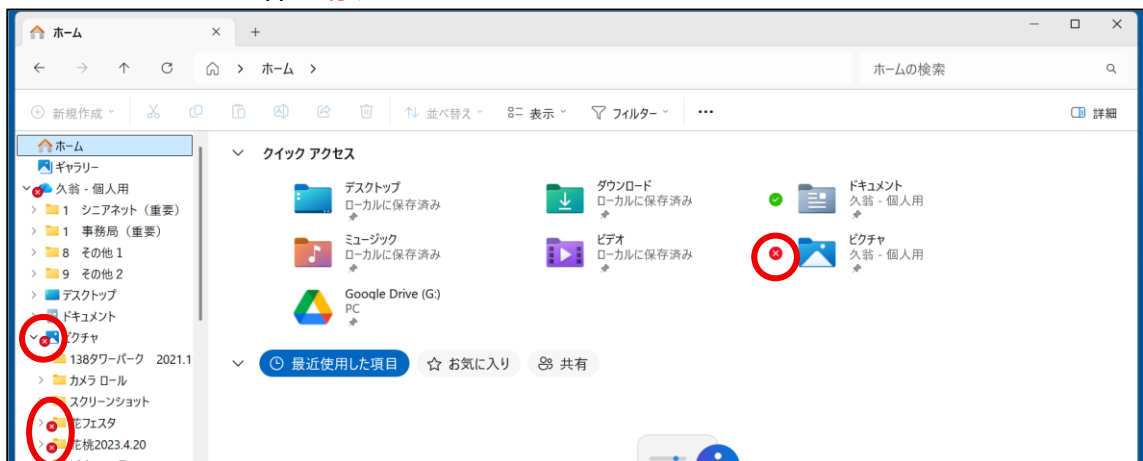 ホーム
ホーム
ホームの検索
新規作成
並べ替え
表示
フィルター
詳細
ホーム
ギャラリー
久翁 - 個人用
1 シニアネット（重要）
1 事務局（重要）
8 その他 1
9 その他 2
デスクトップ
ドキュメント
ピクチャ
138タワーパーク 2021.1
カメラ ロール
スクリーンショット
花フェスタ
花桃2023.4.20
クイック アクセス
デスクトップ
ローカルに保存済み
ダウンロード
ローカルに保存済み
ドキュメント
久翁 - 個人用
ミュージック
ローカルに保存済み
ビデオ
ローカルに保存済み
ピクチャ
久翁 - 個人用
Google Drive (G:)
PC
最近使用した項目
お気に入り
共有